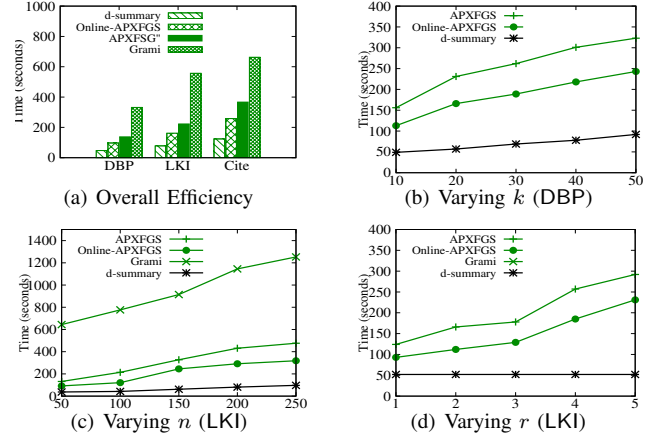 d-summary
Online-APXFGS
APXFSG"
Grami
Time (seconds)
1000
800
600
400
200
0
DBP LKI Cite
(a) Overall Efficiency
APXFGS
Online-APXFGS
d-summary
Time (seconds)
400
350
300
250
200
150
100
50
0
10 20 30 40 50
(b) Varying k (DBP)
APXFGS
Online-APXFGS
Grami
d-summary
Time (seconds)
1400
1200
1000
800
600
400
200
0
50 100 150 200 250
(c) Varying n (LKI)
APXFGS
Online-APXFGS
Grami
d-summary
Time (seconds)
400
350
300
250
200
150
100
50
0
1 2 3 4 5
(d) Varying r (LKI)